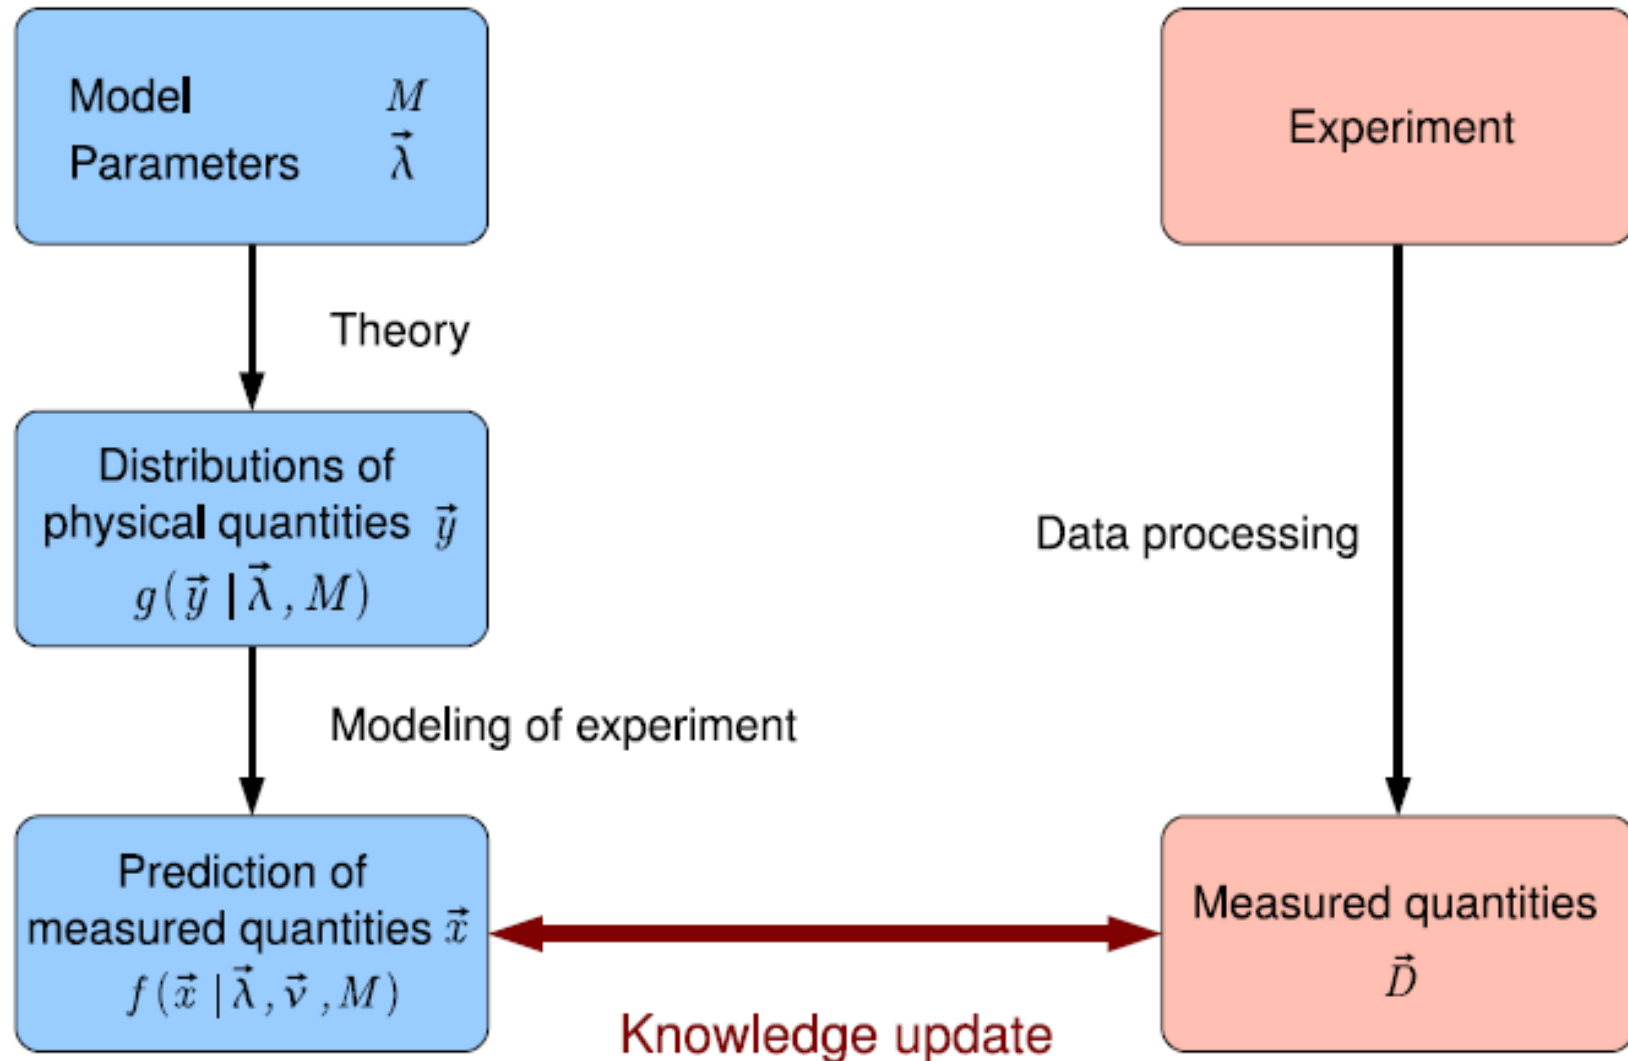 Model M
Parameters λ⃗
Experiment
Theory
Distributions of
physical quantities y⃗
g(y⃗ | λ⃗, M)
Data processing
Modeling of experiment
Prediction of
measured quantities x⃗
f(x⃗ | λ⃗, ν⃗, M)
Measured quantities
D⃗
Knowledge update